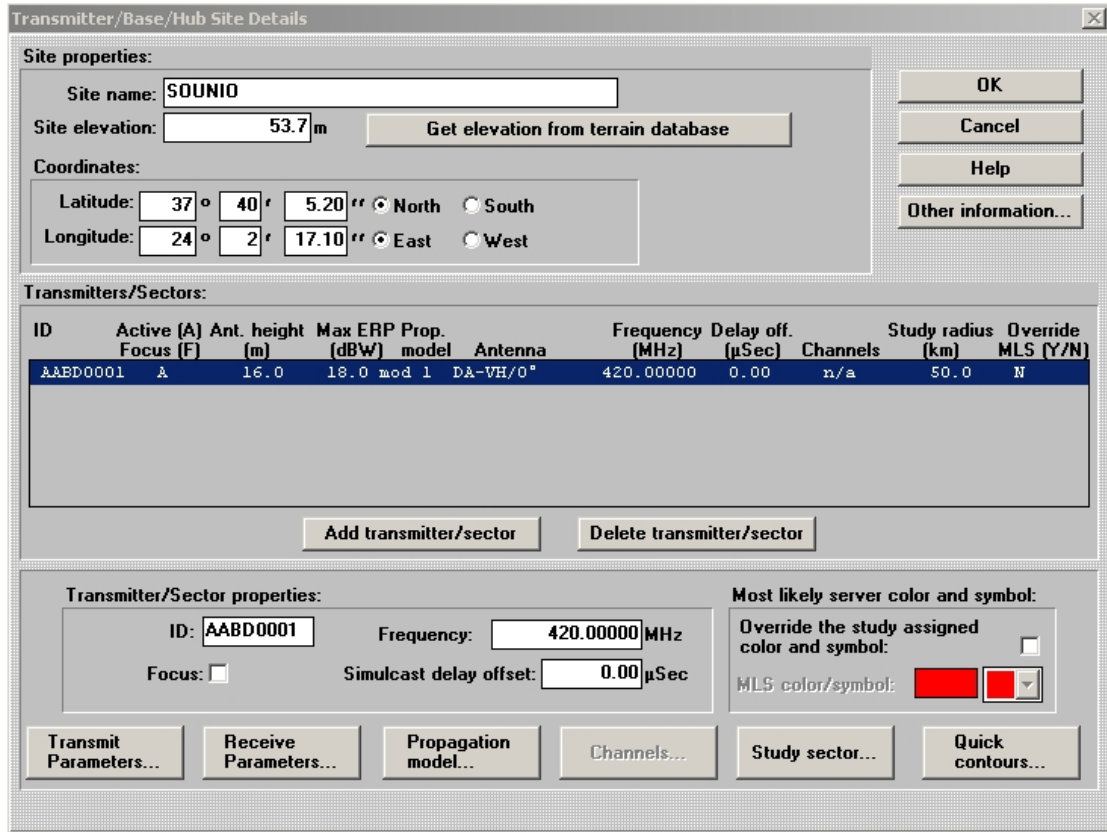 Transmitter/Base/Hub Site Details
Site properties:
Site name: SOUNIO
Site elevation: 53.7 m Get elevation from terrain database
Coordinates:
Latitude: 37 ° 40 ' 5.20 '' North South
Longitude: 24 ° 2 ' 17.10 '' East West
OK
Cancel
Help
Other information...
Transmitters/Sectors:
ID Active (A) Ant. height Max ERP Prop. Frequency Delay off. Study radius Override
Focus (F) (m) (dBW) model Antenna (MHz) (µSec) Channels (km) MLS (Y/N)
AABD0001 A 16.0 18.0 mod 1 DA-VH/0° 420.00000 0.00 n/a 50.0 N
Add transmitter/sector Delete transmitter/sector
Transmitter/Sector properties:
ID: AABD0001 Frequency: 420.00000 MHz
Focus: Simulcast delay offset: 0.00 µSec
Most likely server color and symbol:
Override the study assigned
color and symbol:
MLS color/symbol:
Transmit
Parameters...
Receive
Parameters...
Propagation
model...
Channels...
Study sector...
Quick
contours...